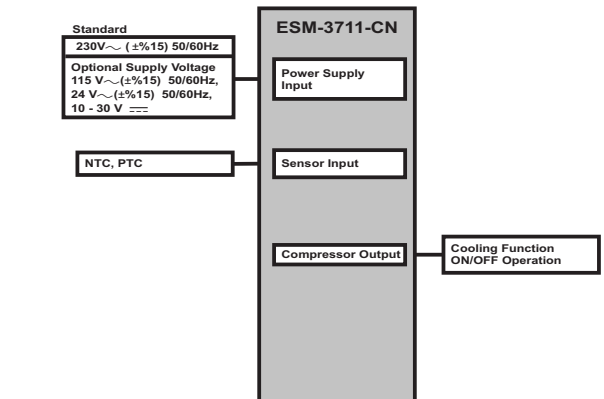 Standard
230V～ (±%15) 50/60Hz
Optional Supply Voltage
115 V～(±%15) 50/60Hz,
24 V～(±%15) 50/60Hz,
10 - 30 V ⎓
ESM-3711-CN
Power Supply
Input
NTC, PTC
Sensor Input
Compressor Output
Cooling Function
ON/OFF Operation